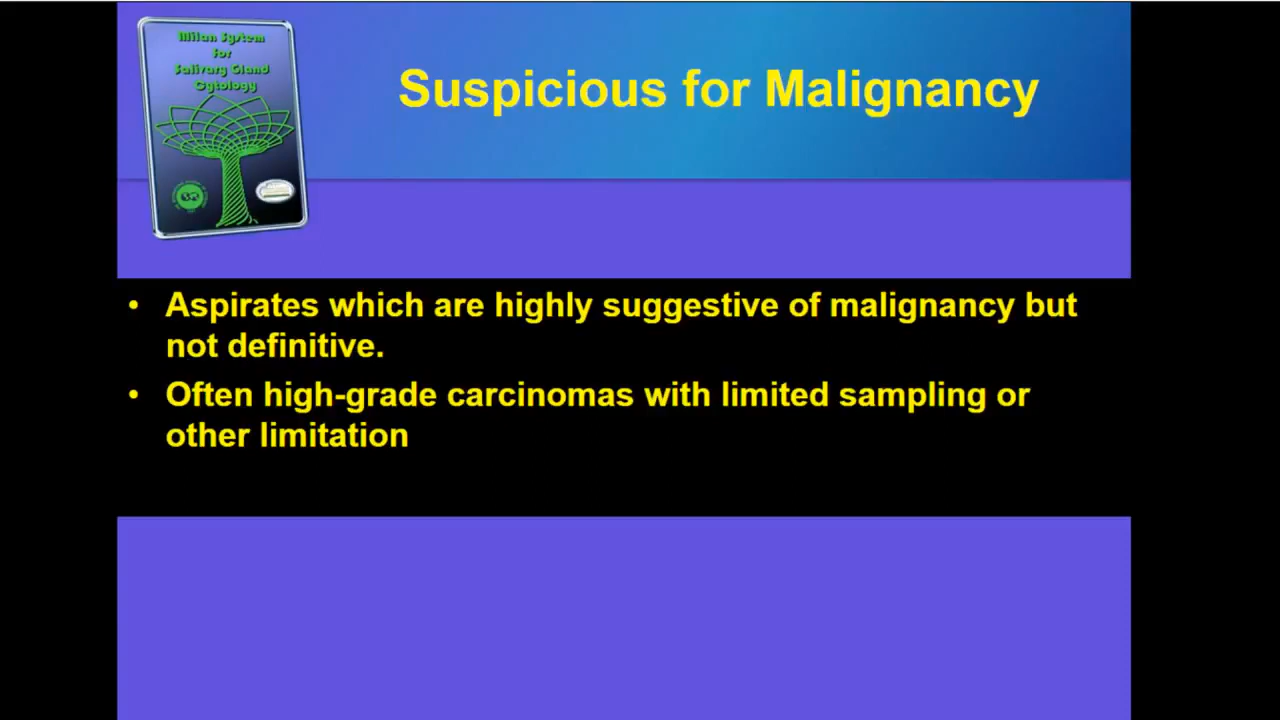 Milan System
for
Salivary Gland
Cytology
Suspicious for Malignancy
• Aspirates which are highly suggestive of malignancy but
not definitive.
• Often high-grade carcinomas with limited sampling or
other limitation